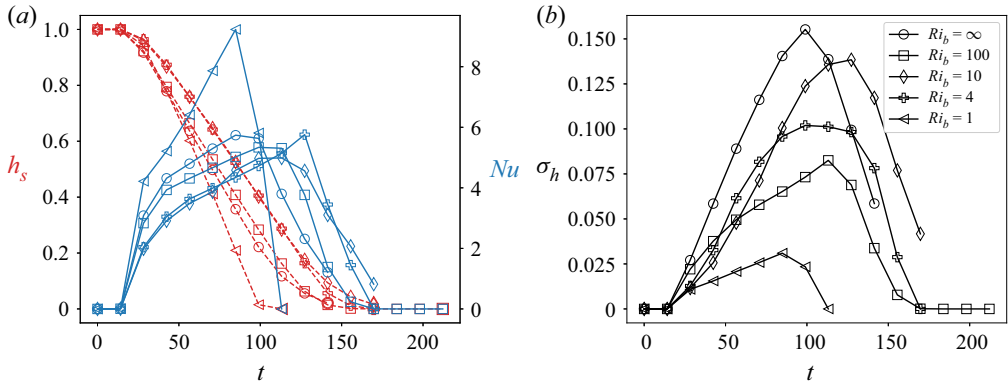 (a)
1.0
0.8
0.6
0.4
0.2
0
h_s
0
50
100
150
200
t
8
6
4
2
0
Nu
(b)
0.150
0.125
0.100
0.075
0.050
0.025
0
σ_h
0
50
100
150
200
t
Ri_b = ∞
Ri_b = 100
Ri_b = 10
Ri_b = 4
Ri_b = 1